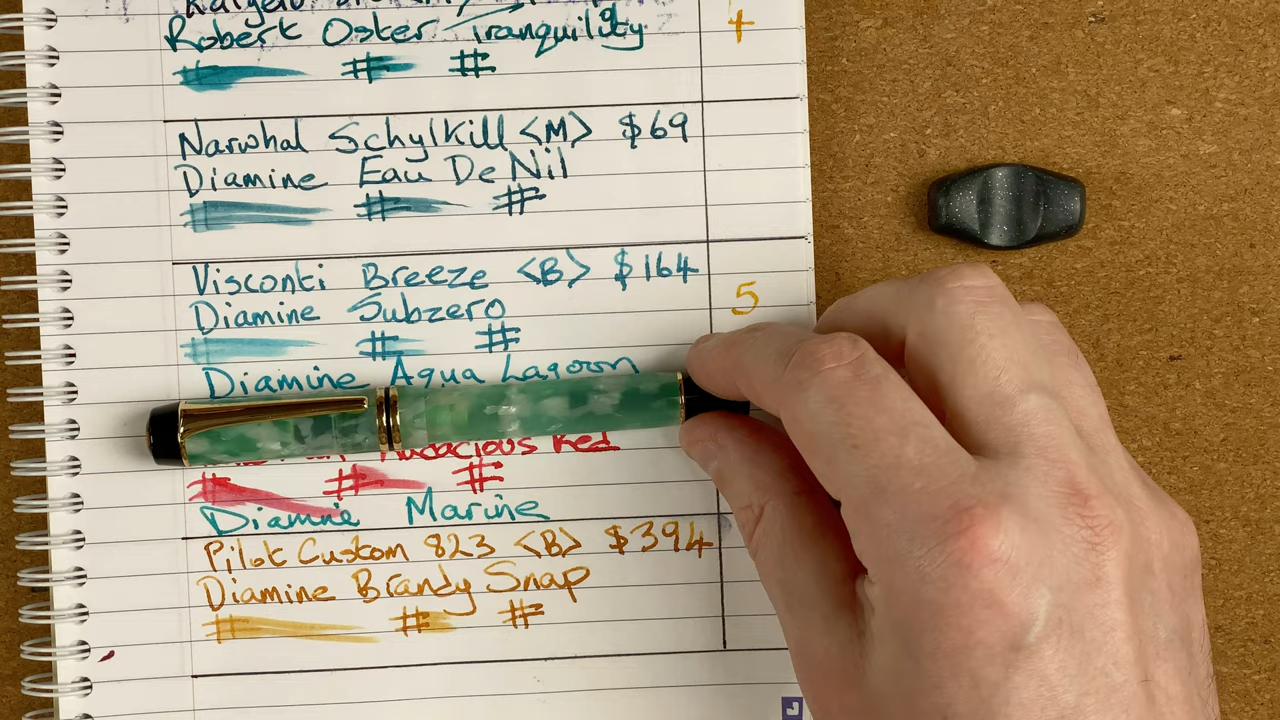 Robert Oster Tranquility
4
Narwhal Schylkill <M> $69
Diamine Eau De Nil
Visconti Breeze <B> $164
Diamine Subzero
5
Diamine Aqua Lagoon
Audacious Red
Diamine Marine
Pilot Custom 823 <B> $394
Diamine Brandy Snap